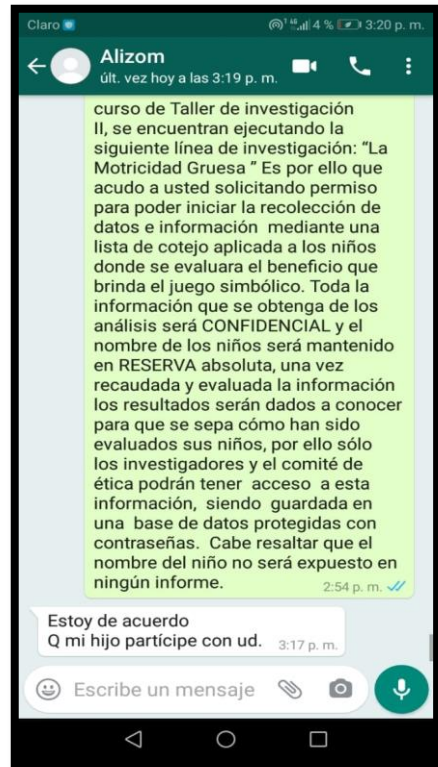 Claro 4 % 3:20 p. m.
Alizom
últ. vez hoy a las 3:19 p. m.
curso de Taller de investigación
II, se encuentran ejecutando la
siguiente línea de investigación: “La
Motricidad Gruesa ” Es por ello que
acudo a usted solicitando permiso
para poder iniciar la recolección de
datos e información mediante una
lista de cotejo aplicada a los niños
donde se evaluara el beneficio que
brinda el juego simbólico. Toda la
información que se obtenga de los
análisis será CONFIDENCIAL y el
nombre de los niños será mantenido
en RESERVA absoluta, una vez
recaudada y evaluada la información
los resultados serán dados a conocer
para que se sepa cómo han sido
evaluados sus niños, por ello sólo
los investigadores y el comité de
ética podrán tener acceso a esta
información, siendo guardada en
una base de datos protegidas con
contraseñas. Cabe resaltar que el
nombre del niño no será expuesto en
ningún informe. 2:54 p. m.
Estoy de acuerdo
Q mi hijo partícipe con ud. 3:17 p. m.
Escribe un mensaje